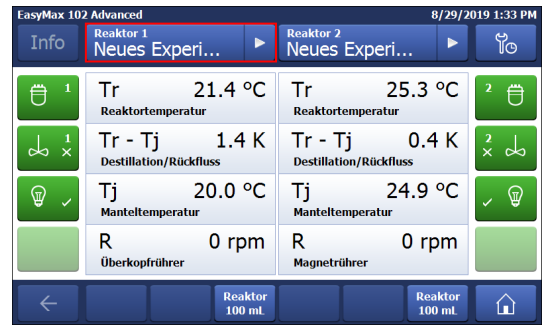 EasyMax 102 Advanced
8/29/2019 1:33 PM
Info
Reaktor 1
Neues Experi...
Reaktor 2
Neues Experi...
1
Tr 21.4 °C
Reaktortemperatur
Tr 25.3 °C
Reaktortemperatur
2
1
Tr - Tj 1.4 K
Destillation/Rückfluss
Tr - Tj 0.4 K
Destillation/Rückfluss
2
Tj 20.0 °C
Manteltemperatur
Tj 24.9 °C
Manteltemperatur
R 0 rpm
Überkopfrührer
R 0 rpm
Magnetrührer
Reaktor
100 mL
Reaktor
100 mL